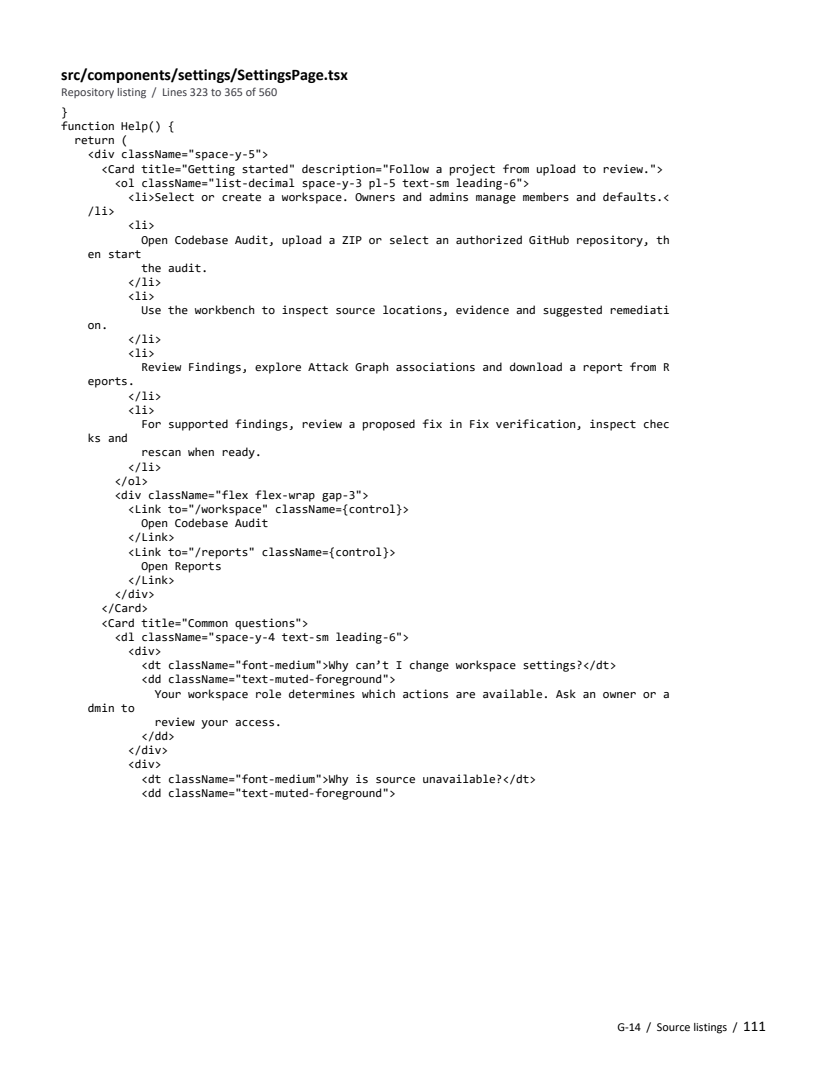 src/components/settings/SettingsPage.tsx
Repository listing / Lines 323 to 365 of 560
}
function Help() {
  return (
    <div className="space-y-5">
      <Card title="Getting started" description="Follow a project from upload to review.">
        <ol className="list-decimal space-y-3 pl-5 text-sm leading-6">
          <li>Select or create a workspace. Owners and admins manage members and defaults.<
    /li>
          <li>
            Open Codebase Audit, upload a ZIP or select an authorized GitHub repository, th
    en start
            the audit.
          </li>
          <li>
            Use the workbench to inspect source locations, evidence and suggested remediati
    on.
          </li>
          <li>
            Review Findings, explore Attack Graph associations and download a report from R
    eports.
          </li>
          <li>
            For supported findings, review a proposed fix in Fix verification, inspect chec
    ks and
            rescan when ready.
          </li>
        </ol>
        <div className="flex flex-wrap gap-3">
          <Link to="/workspace" className={control}>
            Open Codebase Audit
          </Link>
          <Link to="/reports" className={control}>
            Open Reports
          </Link>
        </div>
      </Card>
      <Card title="Common questions">
        <dl className="space-y-4 text-sm leading-6">
          <div>
            <dt className="font-medium">Why can’t I change workspace settings?</dt>
            <dd className="text-muted-foreground">
              Your workspace role determines which actions are available. Ask an owner or a
    dmin to
              review your access.
            </dd>
          </div>
          <div>
            <dt className="font-medium">Why is source unavailable?</dt>
            <dd className="text-muted-foreground">
G-14 / Source listings / 111